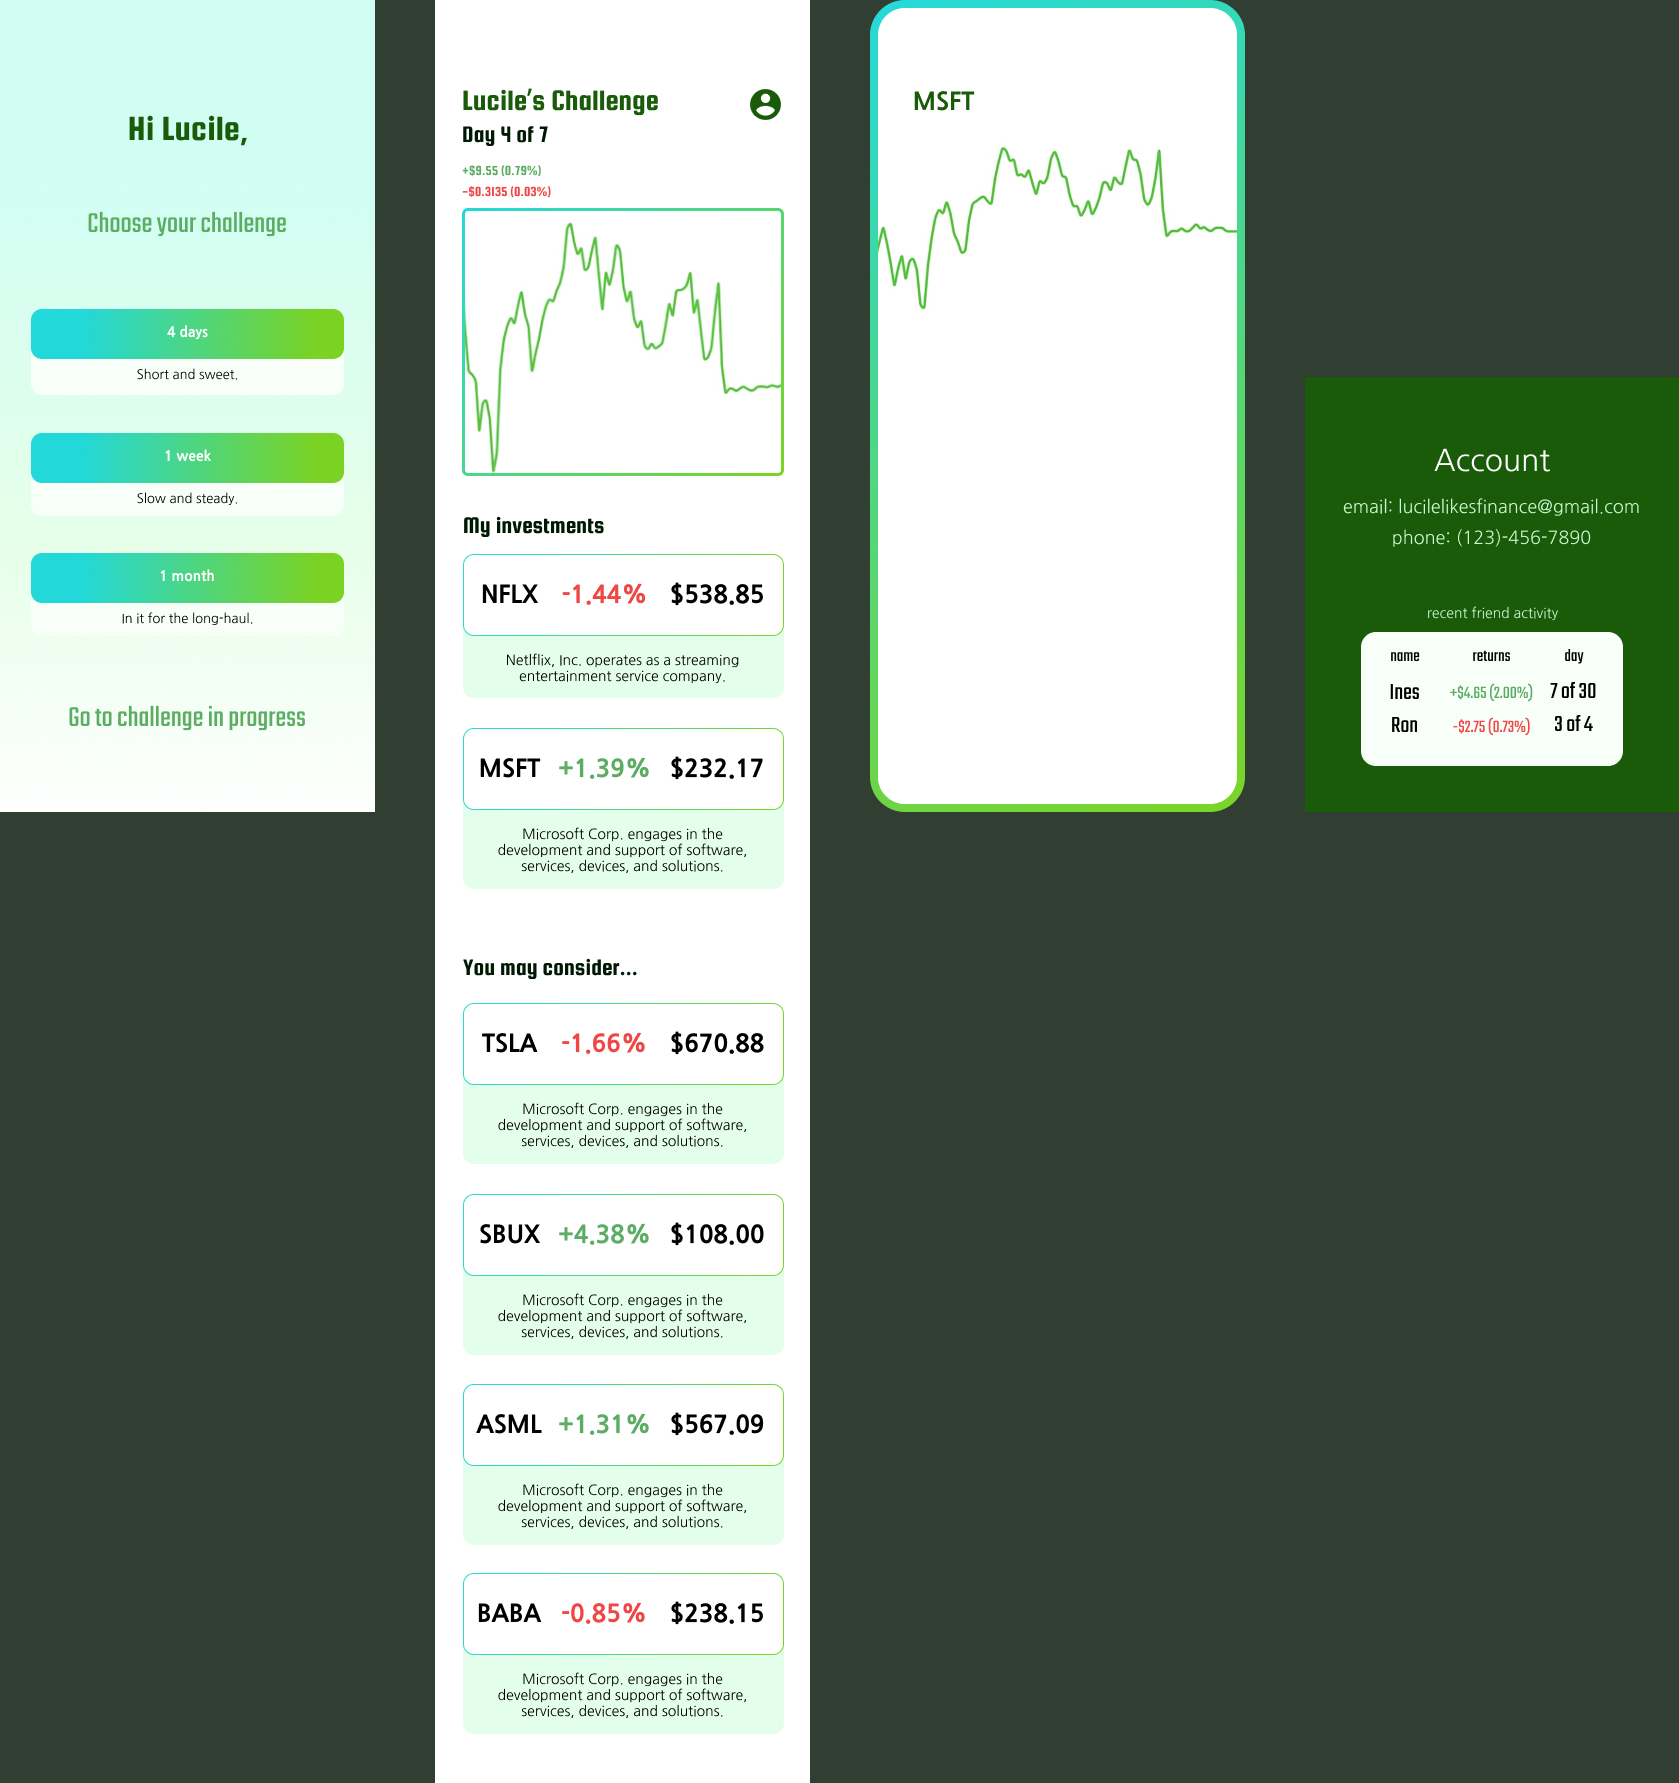 Hi Lucile,
Choose your challenge
4 days
Short and sweet.
1 week
Slow and steady.
1 month
In it for the long-haul.
Go to challenge in progress
Lucile's Challenge
Day 4 of 7
+$9.55 (0.79%)
-$0.3135 (0.03%)
My investments
NFLX -1.44% $538.85
Netlflix, Inc. operates as a streaming
entertainment service company.
MSFT +1.39% $232.17
Microsoft Corp. engages in the
development and support of software,
services, devices, and solutions.
You may consider...
TSLA -1.66% $670.88
Microsoft Corp. engages in the
development and support of software,
services, devices, and solutions.
SBUX +4.38% $108.00
Microsoft Corp. engages in the
development and support of software,
services, devices, and solutions.
ASML +1.31% $567.09
Microsoft Corp. engages in the
development and support of software,
services, devices, and solutions.
BABA -0.85% $238.15
Microsoft Corp. engages in the
development and support of software,
services, devices, and solutions.
MSFT
Account
email: lucilelikesfinance@gmail.com
phone: (123)-456-7890
recent friend activity
name returns day
Ines +$4.65 (2.00%) 7 of 30
Ron -$2.75 (0.73%) 3 of 4